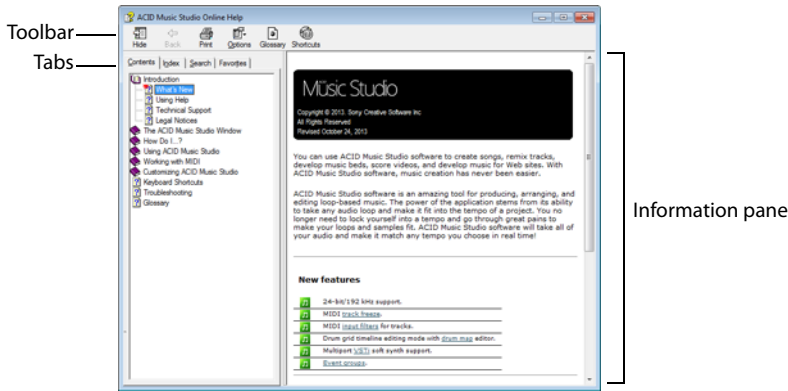 ACID Music Studio Online Help
Toolbar
Hide Back Print Options Glossary Shortcuts
Tabs
Contents Index Search Favorites
Introduction
What's New
Using Help
Technical Support
Legal Notices
The ACID Music Studio Window
How Do I...?
Using ACID Music Studio
Working with MIDI
Customizing ACID Music Studio
Keyboard Shortcuts
Troubleshooting
Glossary
Music Studio
Copyright © 2013. Sony Creative Software Inc
All Rights Reserved
Revised October 24, 2013
You can use ACID Music Studio software to create songs, remix tracks,
develop music beds, score videos, and develop music for Web sites. With
ACID Music Studio software, music creation has never been easier.
ACID Music Studio software is an amazing tool for producing, arranging, and
editing loop-based music. The power of the application stems from its ability
to take any audio loop and make it fit into the tempo of a project. You no
longer need to lock yourself into a tempo and go through great pains to
make your loops and samples fit. ACID Music Studio software will take all of
your audio and make it match any tempo you choose in real time!
New features
24-bit/192 kHz support.
MIDI track freeze.
MIDI input filters for tracks.
Drum grid timeline editing mode with drum map editor.
Multiport VSTi soft synth support.
Event groups.
Information pane